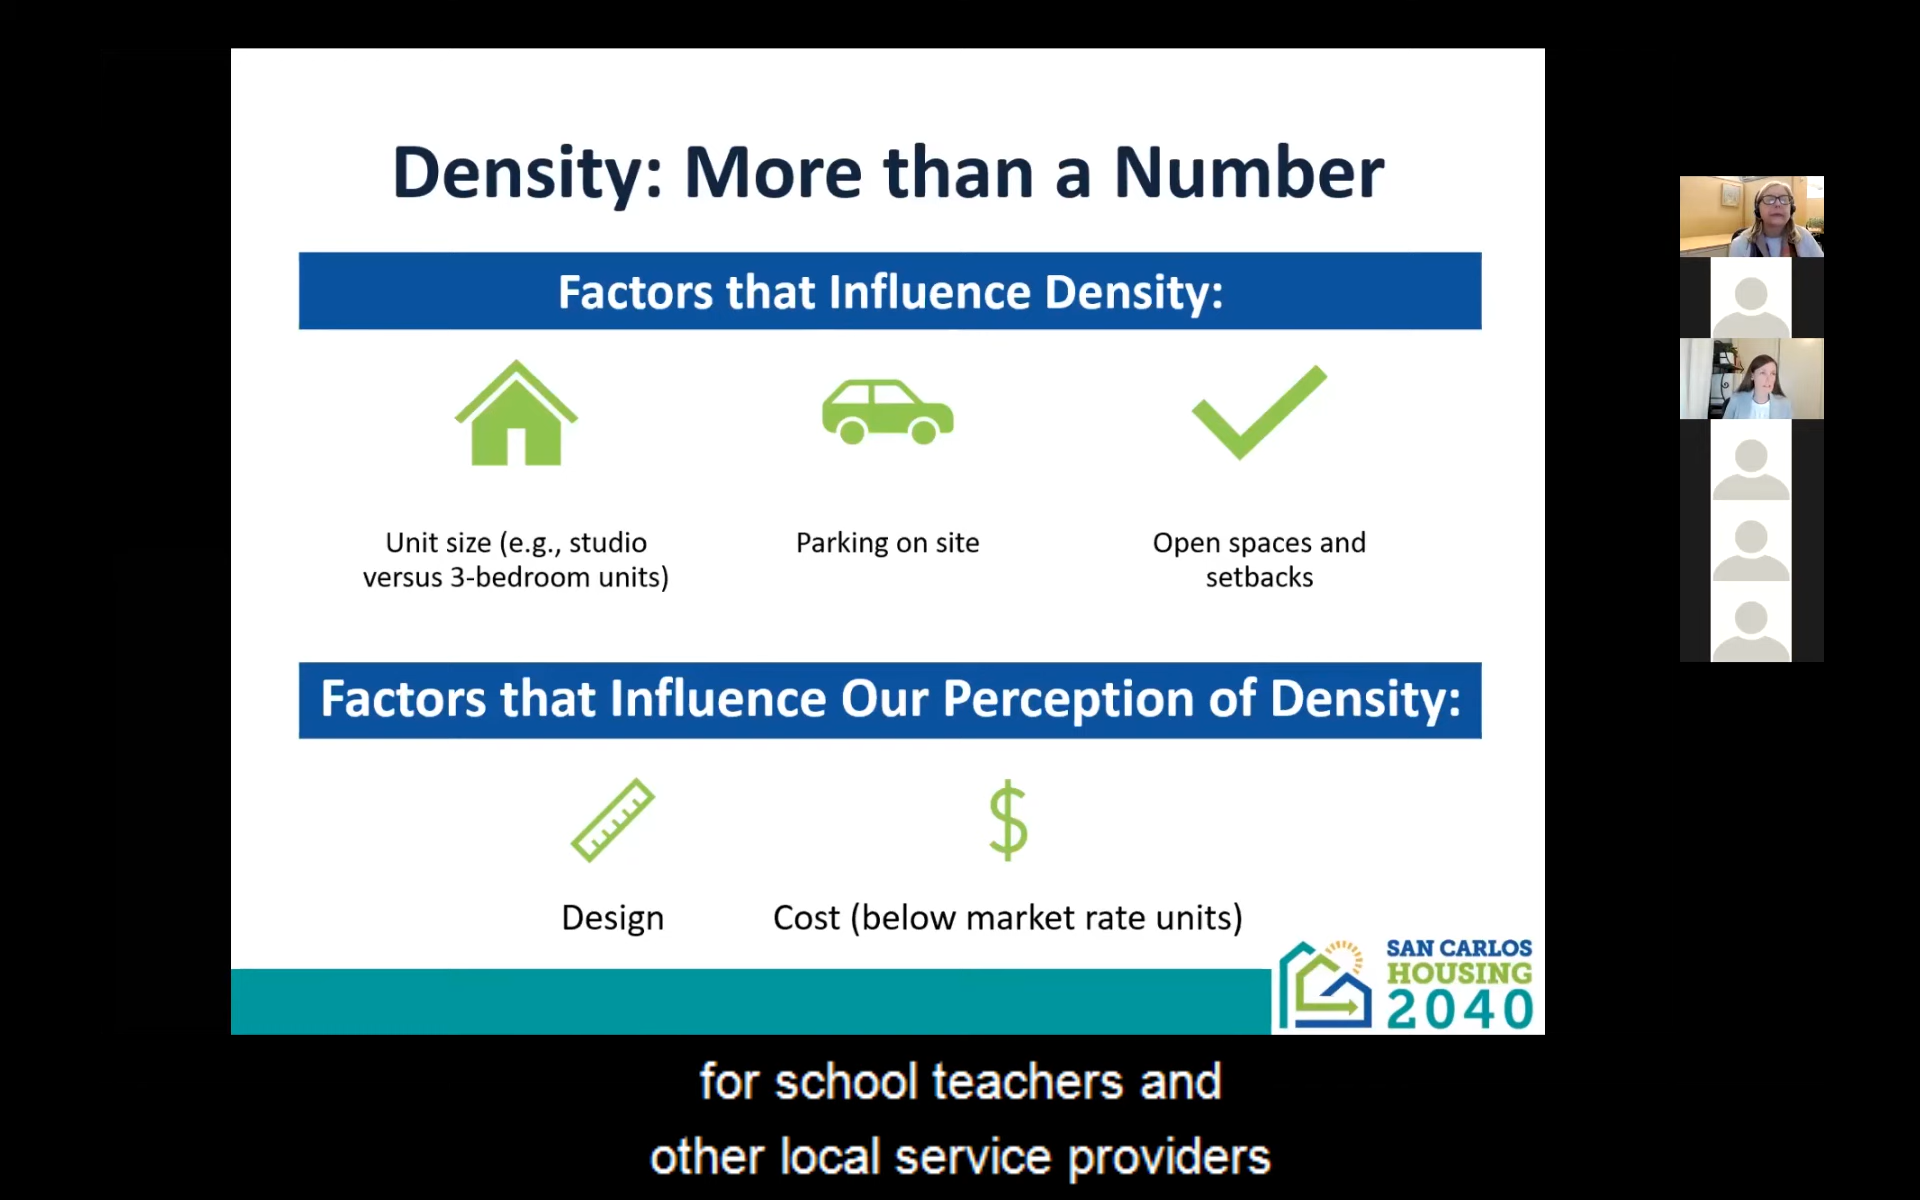 Density: More than a Number
Factors that Influence Density:
Unit size (e.g., studio
versus 3-bedroom units)
Parking on site
Open spaces and
setbacks
Factors that Influence Our Perception of Density:
$
Design
Cost (below market rate units)
SAN CARLOS
HOUSING
2040
for school teachers and
other local service providers